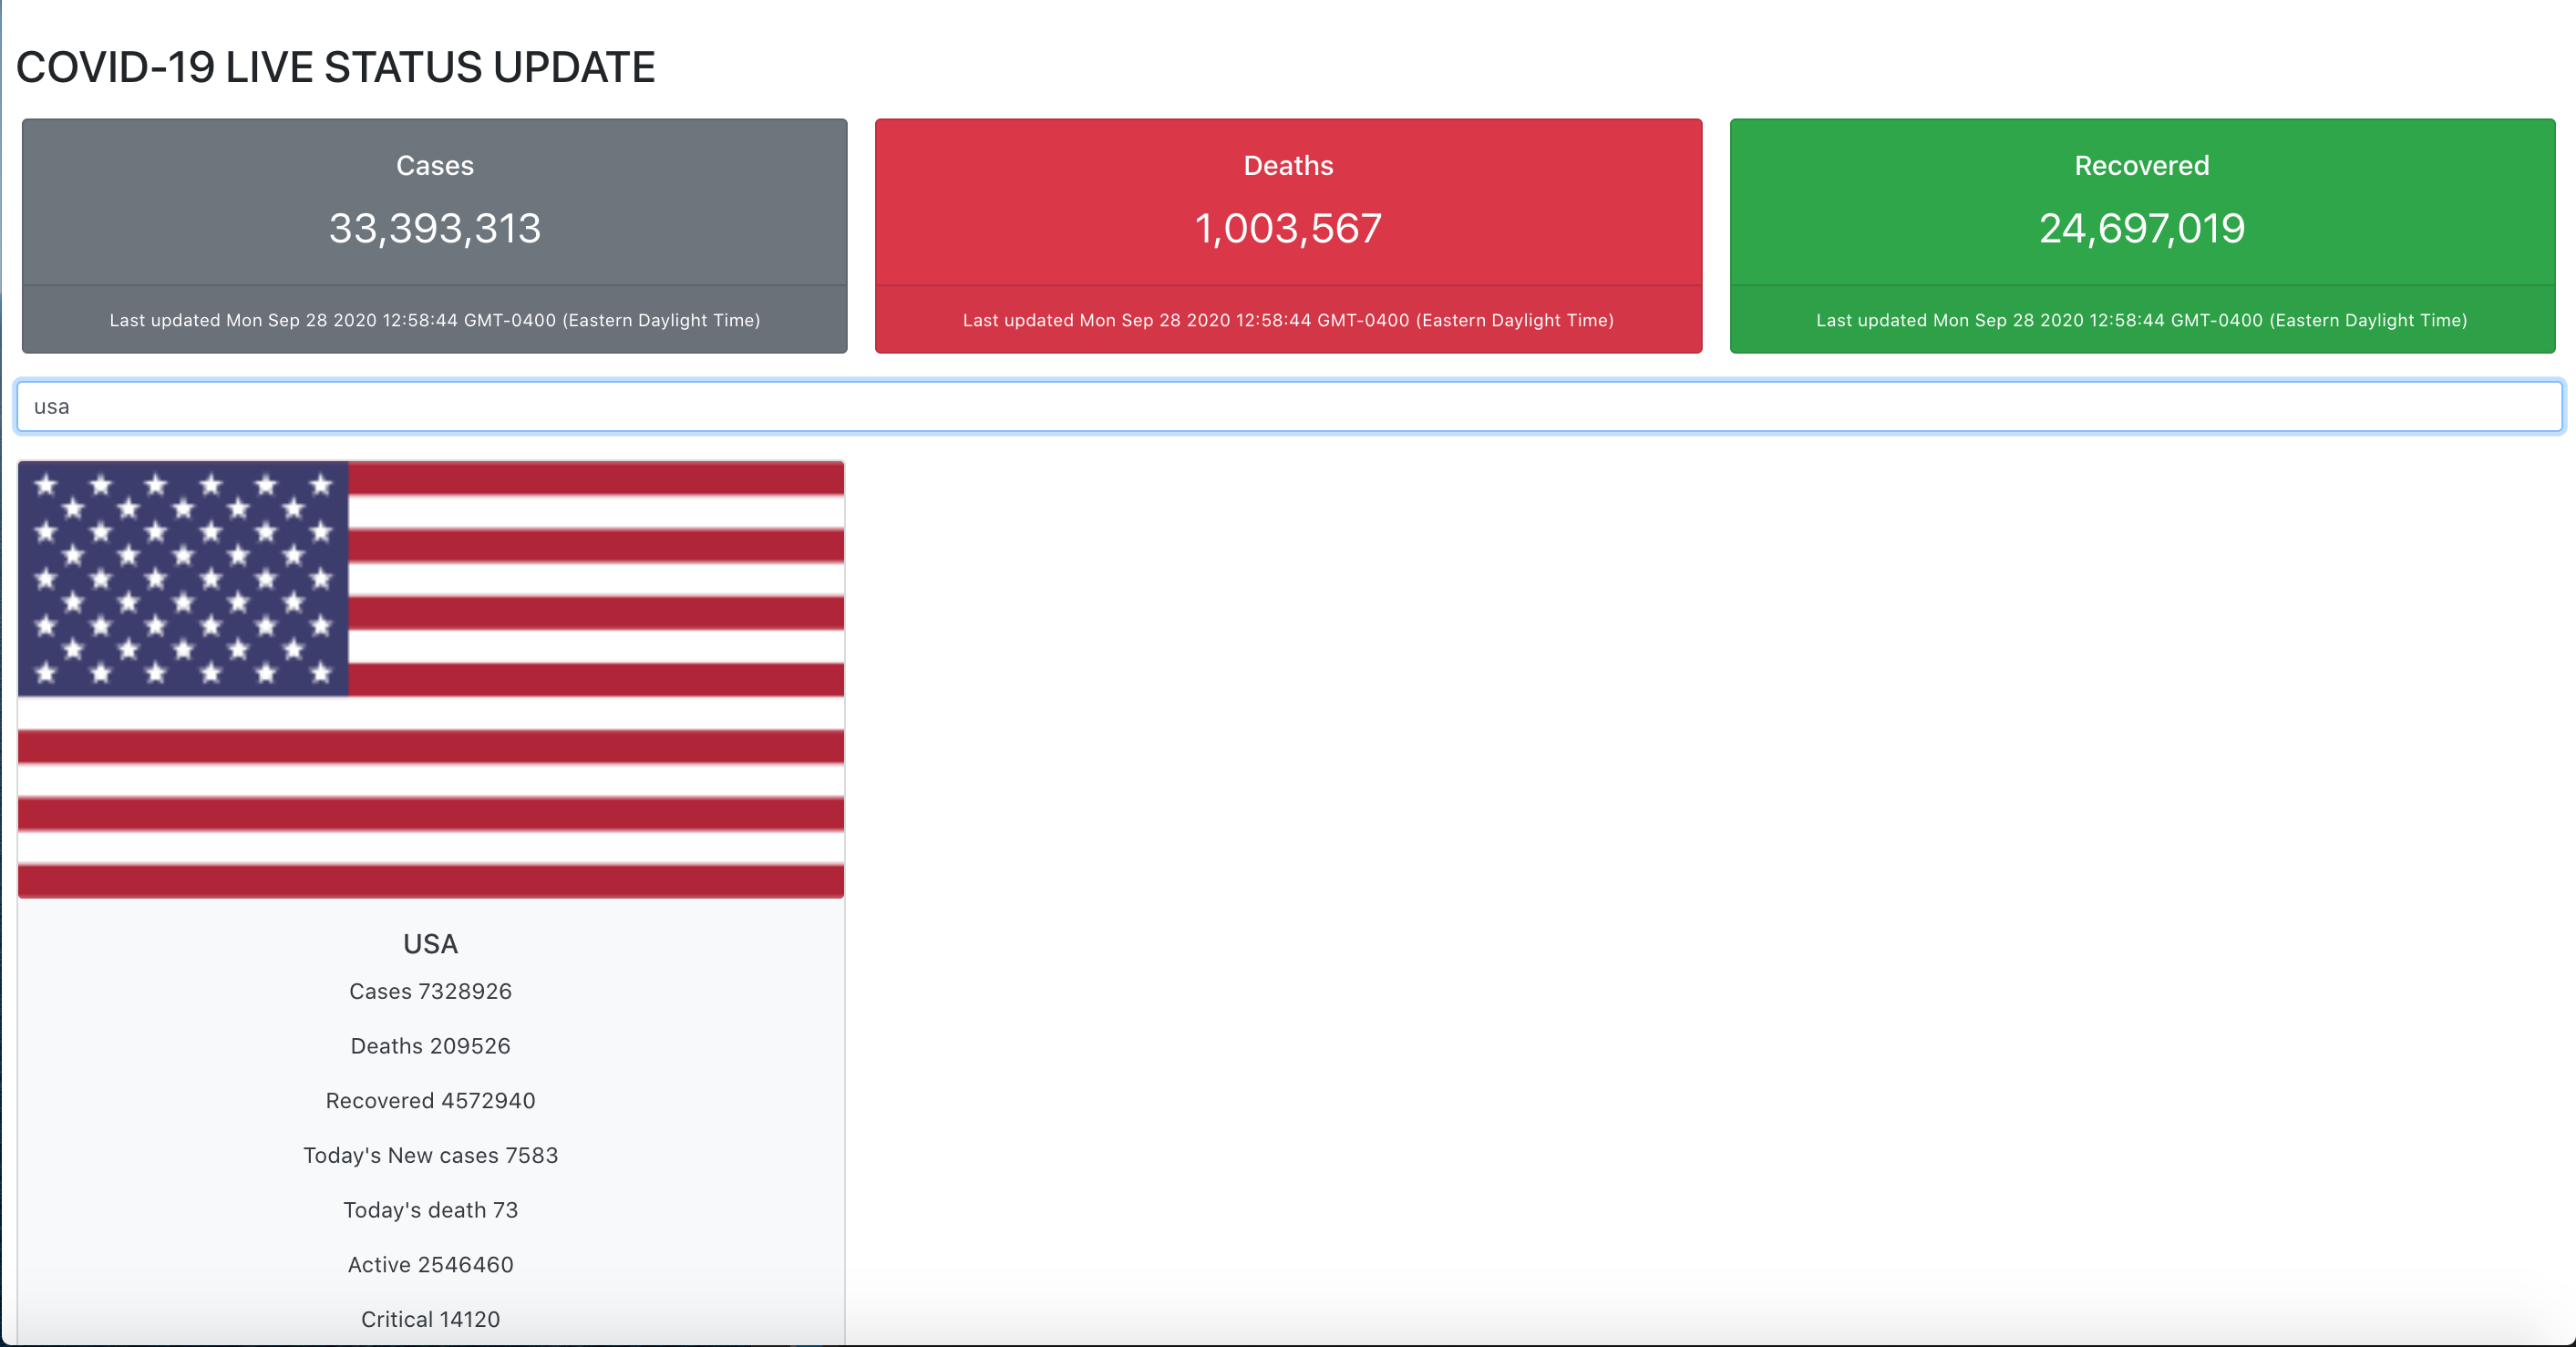 COVID-19 LIVE STATUS UPDATE
Cases
33,393,313
Last updated Mon Sep 28 2020 12:58:44 GMT-0400 (Eastern Daylight Time)
Deaths
1,003,567
Last updated Mon Sep 28 2020 12:58:44 GMT-0400 (Eastern Daylight Time)
Recovered
24,697,019
Last updated Mon Sep 28 2020 12:58:44 GMT-0400 (Eastern Daylight Time)
usa
USA
Cases 7328926
Deaths 209526
Recovered 4572940
Today's New cases 7583
Today's death 73
Active 2546460
Critical 14120